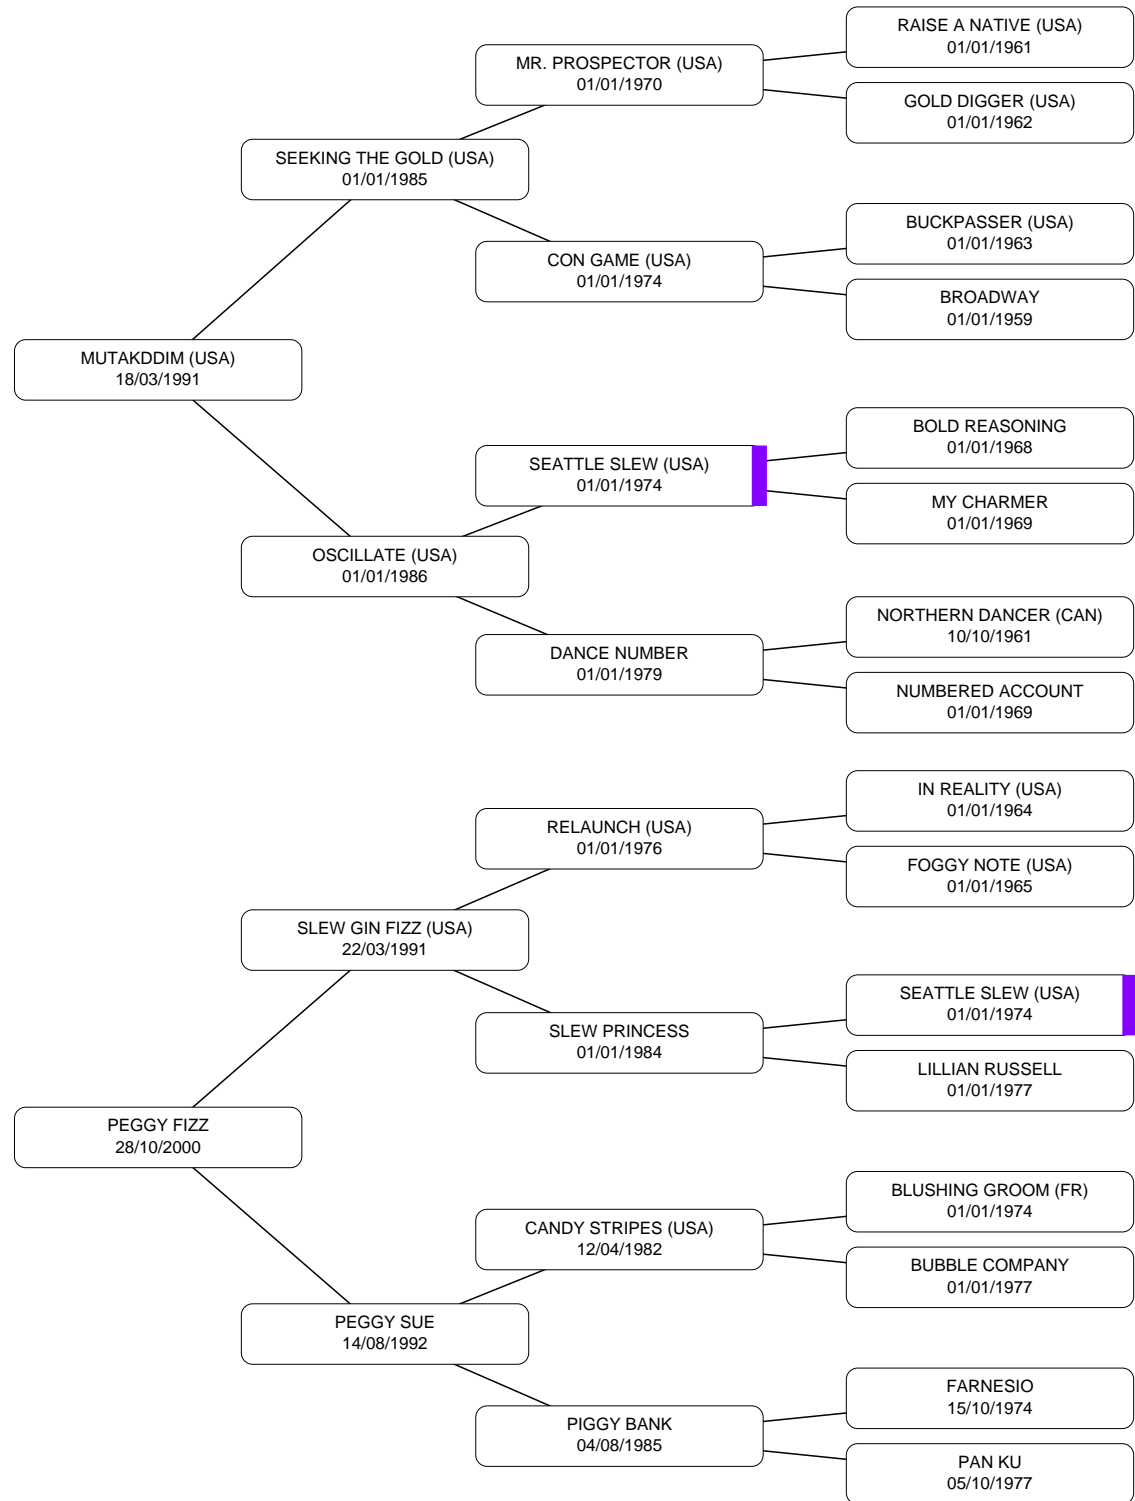 RAISE A NATIVE (USA)
01/01/1961
MR. PROSPECTOR (USA)
01/01/1970
GOLD DIGGER (USA)
01/01/1962
SEEKING THE GOLD (USA)
01/01/1985
BUCKPASSER (USA)
01/01/1963
CON GAME (USA)
01/01/1974
BROADWAY
01/01/1959
MUTAKDDIM (USA)
18/03/1991
BOLD REASONING
01/01/1968
SEATTLE SLEW (USA)
01/01/1974
MY CHARMER
01/01/1969
OSCILLATE (USA)
01/01/1986
NORTHERN DANCER (CAN)
10/10/1961
DANCE NUMBER
01/01/1979
NUMBERED ACCOUNT
01/01/1969
IN REALITY (USA)
01/01/1964
RELAUNCH (USA)
01/01/1976
FOGGY NOTE (USA)
01/01/1965
SLEW GIN FIZZ (USA)
22/03/1991
SEATTLE SLEW (USA)
01/01/1974
SLEW PRINCESS
01/01/1984
LILLIAN RUSSELL
01/01/1977
PEGGY FIZZ
28/10/2000
BLUSHING GROOM (FR)
01/01/1974
CANDY STRIPES (USA)
12/04/1982
BUBBLE COMPANY
01/01/1977
PEGGY SUE
14/08/1992
FARNESIO
15/10/1974
PIGGY BANK
04/08/1985
PAN KU
05/10/1977